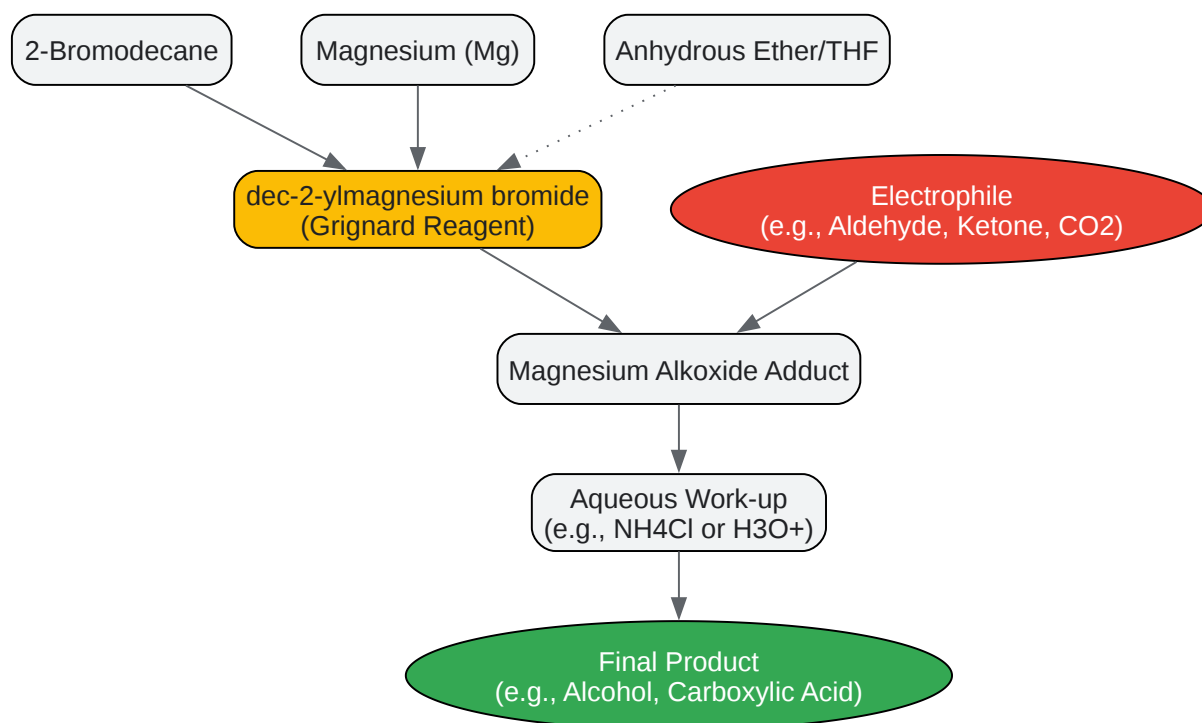 2-Bromodecane
Magnesium (Mg)
Anhydrous Ether/THF
dec-2-ylmagnesium bromide
(Grignard Reagent)
Electrophile
(e.g., Aldehyde, Ketone, CO2)
Magnesium Alkoxide Adduct
Aqueous Work-up
(e.g., NH4Cl or H3O+)
Final Product
(e.g., Alcohol, Carboxylic Acid)